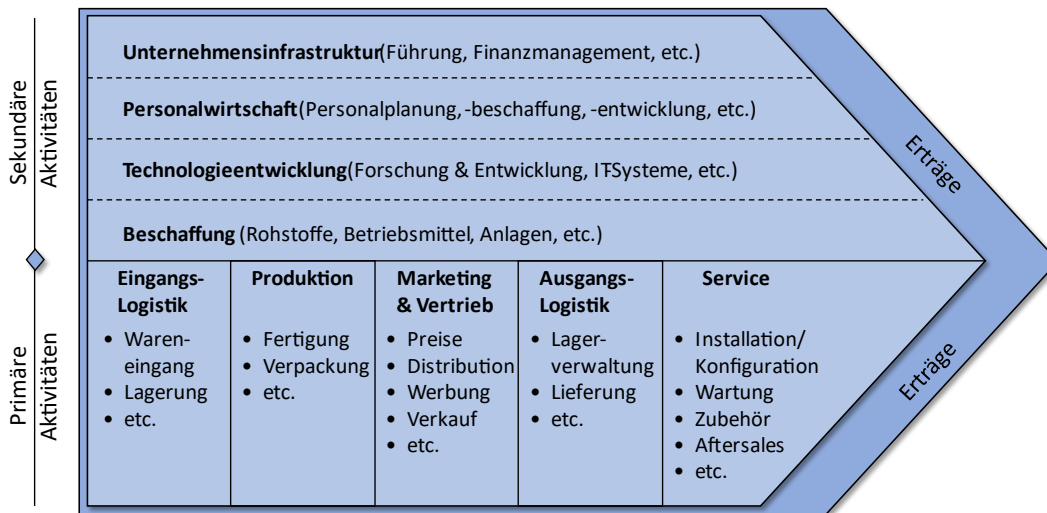 Sekundäre
Aktivitäten
Unternehmensinfrastruktur(Führung, Finanzmanagement, etc.)
Personalwirtschaft(Personalplanung, -beschaffung, -entwicklung, etc.)
Technologieentwicklung(Forschung & Entwicklung, IT-Systeme, etc.)
Beschaffung (Rohstoffe, Betriebsmittel, Anlagen, etc.)
Erträge
Primäre
Aktivitäten
Eingangs-
Logistik
• Waren-
eingang
• Lagerung
• etc.
Produktion
• Fertigung
• Verpackung
• etc.
Marketing
& Vertrieb
• Preise
• Distribution
• Werbung
• Verkauf
• etc.
Ausgangs-
Logistik
• Lager-
verwaltung
• Lieferung
• etc.
Service
• Installation/
Konfiguration
• Wartung
• Zubehör
• Aftersales
• etc.
Erträge